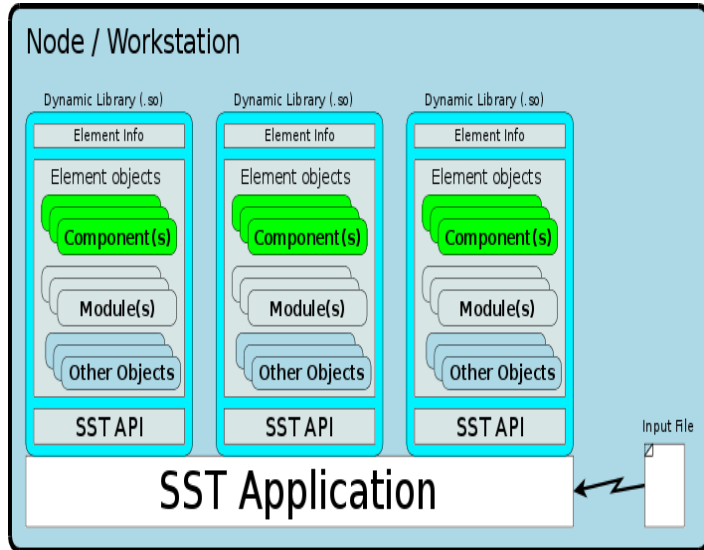 Node / Workstation
Dynamic Library (.so)
Element Info
Element objects
Component(s)
Module(s)
Other Objects
SST API
Dynamic Library (.so)
Element Info
Element objects
Component(s)
Module(s)
Other Objects
SST API
Dynamic Library (.so)
Element Info
Element objects
Component(s)
Module(s)
Other Objects
SST API
SST Application
Input File